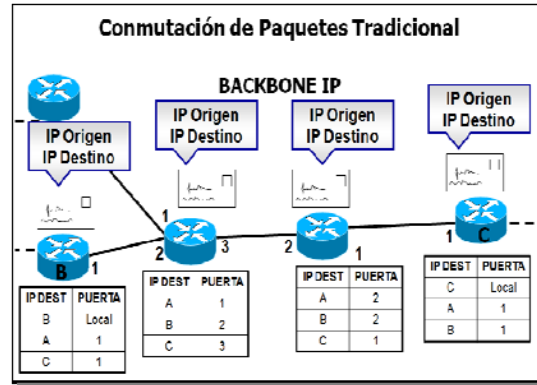 Conmutación de Paquetes Tradicional
BACKBONE IP
IP Origen
IP Destino
IP Origen
IP Destino
IP Origen
IP Destino
IP Origen
IP Destino
1
2
3
2
1
1
C
B
1
IP DEST PUERTA
B Local
A 1
C 1
IP DEST PUERTA
A 1
B 2
C 3
IP DEST PUERTA
A 2
B 2
C 1
IP DEST PUERTA
C Local
A 1
B 1